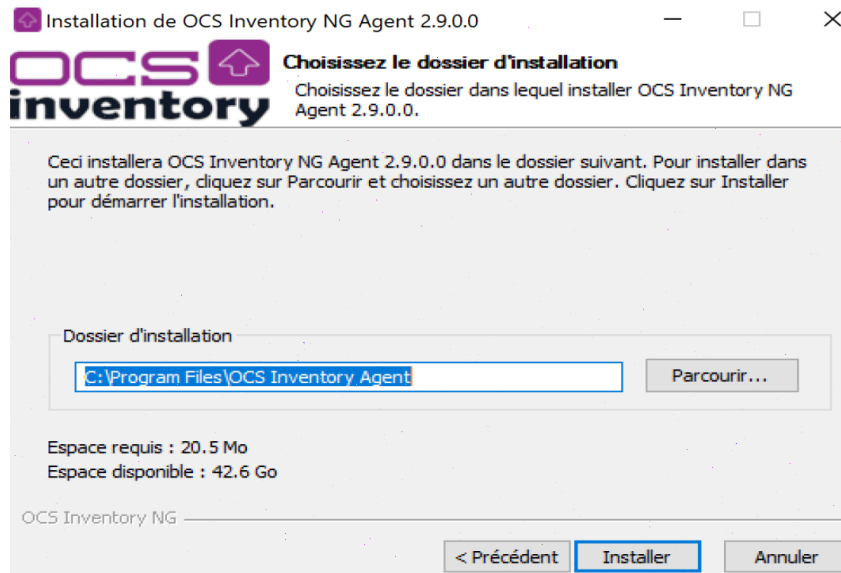 Installation de OCS Inventory NG Agent 2.9.0.0
OCS
inventory
Choisissez le dossier d'installation
Choisissez le dossier dans lequel installer OCS Inventory NG
Agent 2.9.0.0.
Ceci installera OCS Inventory NG Agent 2.9.0.0 dans le dossier suivant. Pour installer dans
un autre dossier, cliquez sur Parcourir et choisissez un autre dossier. Cliquez sur Installer
pour démarrer l'installation.
Dossier d'installation
C:\Program Files\OCS Inventory Agent
Parcourir...
Espace requis : 20.5 Mo
Espace disponible : 42.6 Go
OCS Inventory NG
< Précédent
Installer
Annuler